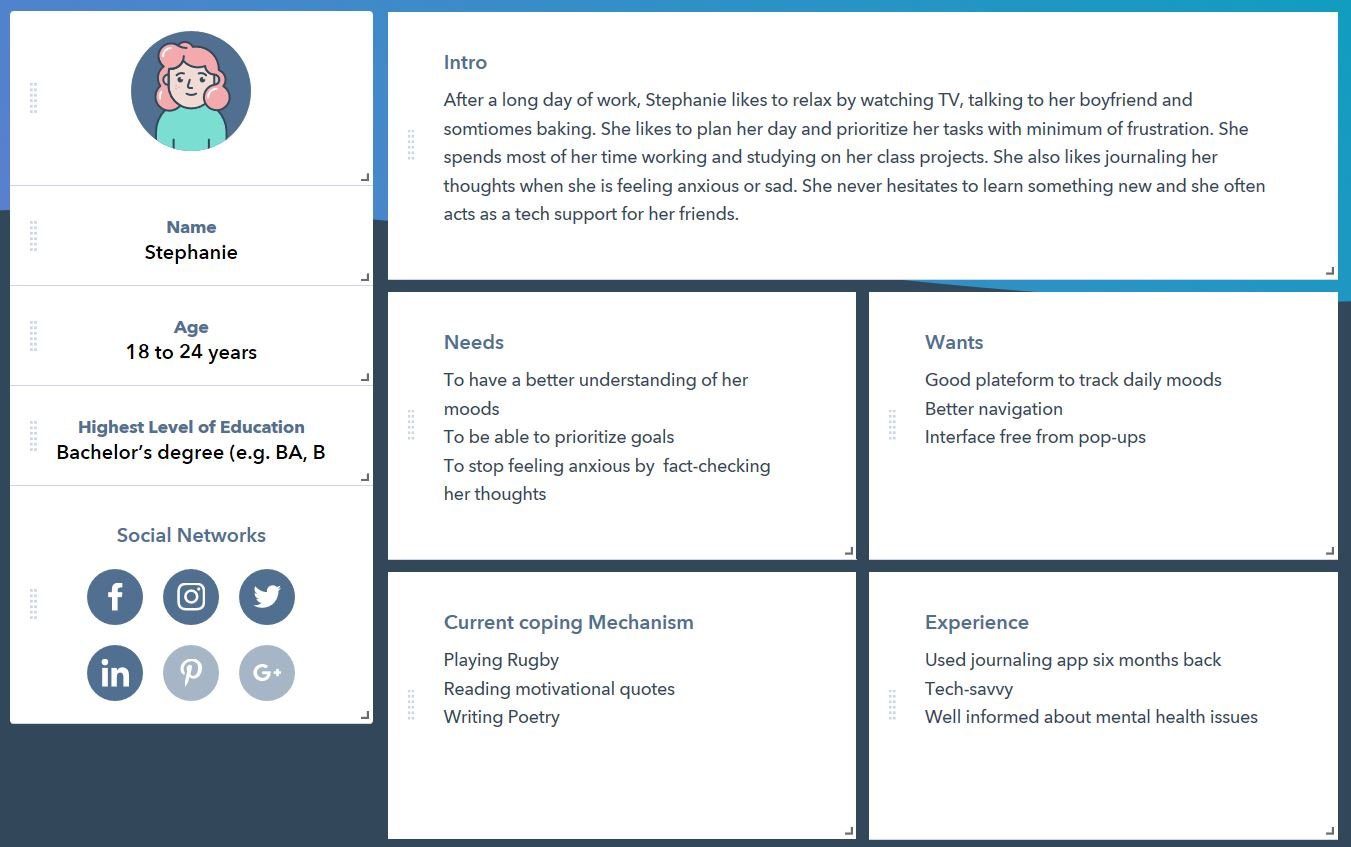 Name
Stephanie
Age
18 to 24 years
Highest Level of Education
Bachelor's degree (e.g. BA, B
Social Networks
f
in
G+
Intro
After a long day of work, Stephanie likes to relax by watching TV, talking to her boyfriend and
somtiomes baking. She likes to plan her day and prioritize her tasks with minimum of frustration. She
spends most of her time working and studying on her class projects. She also likes journaling her
thoughts when she is feeling anxious or sad. She never hesitates to learn something new and she often
acts as a tech support for her friends.
Needs
To have a better understanding of her
moods
To be able to prioritize goals
To stop feeling anxious by  fact-checking
her thoughts
Wants
Good plateform to track daily moods
Better navigation
Interface free from pop-ups
Current coping Mechanism
Playing Rugby
Reading motivational quotes
Writing Poetry
Experience
Used journaling app six months back
Tech-savvy
Well informed about mental health issues